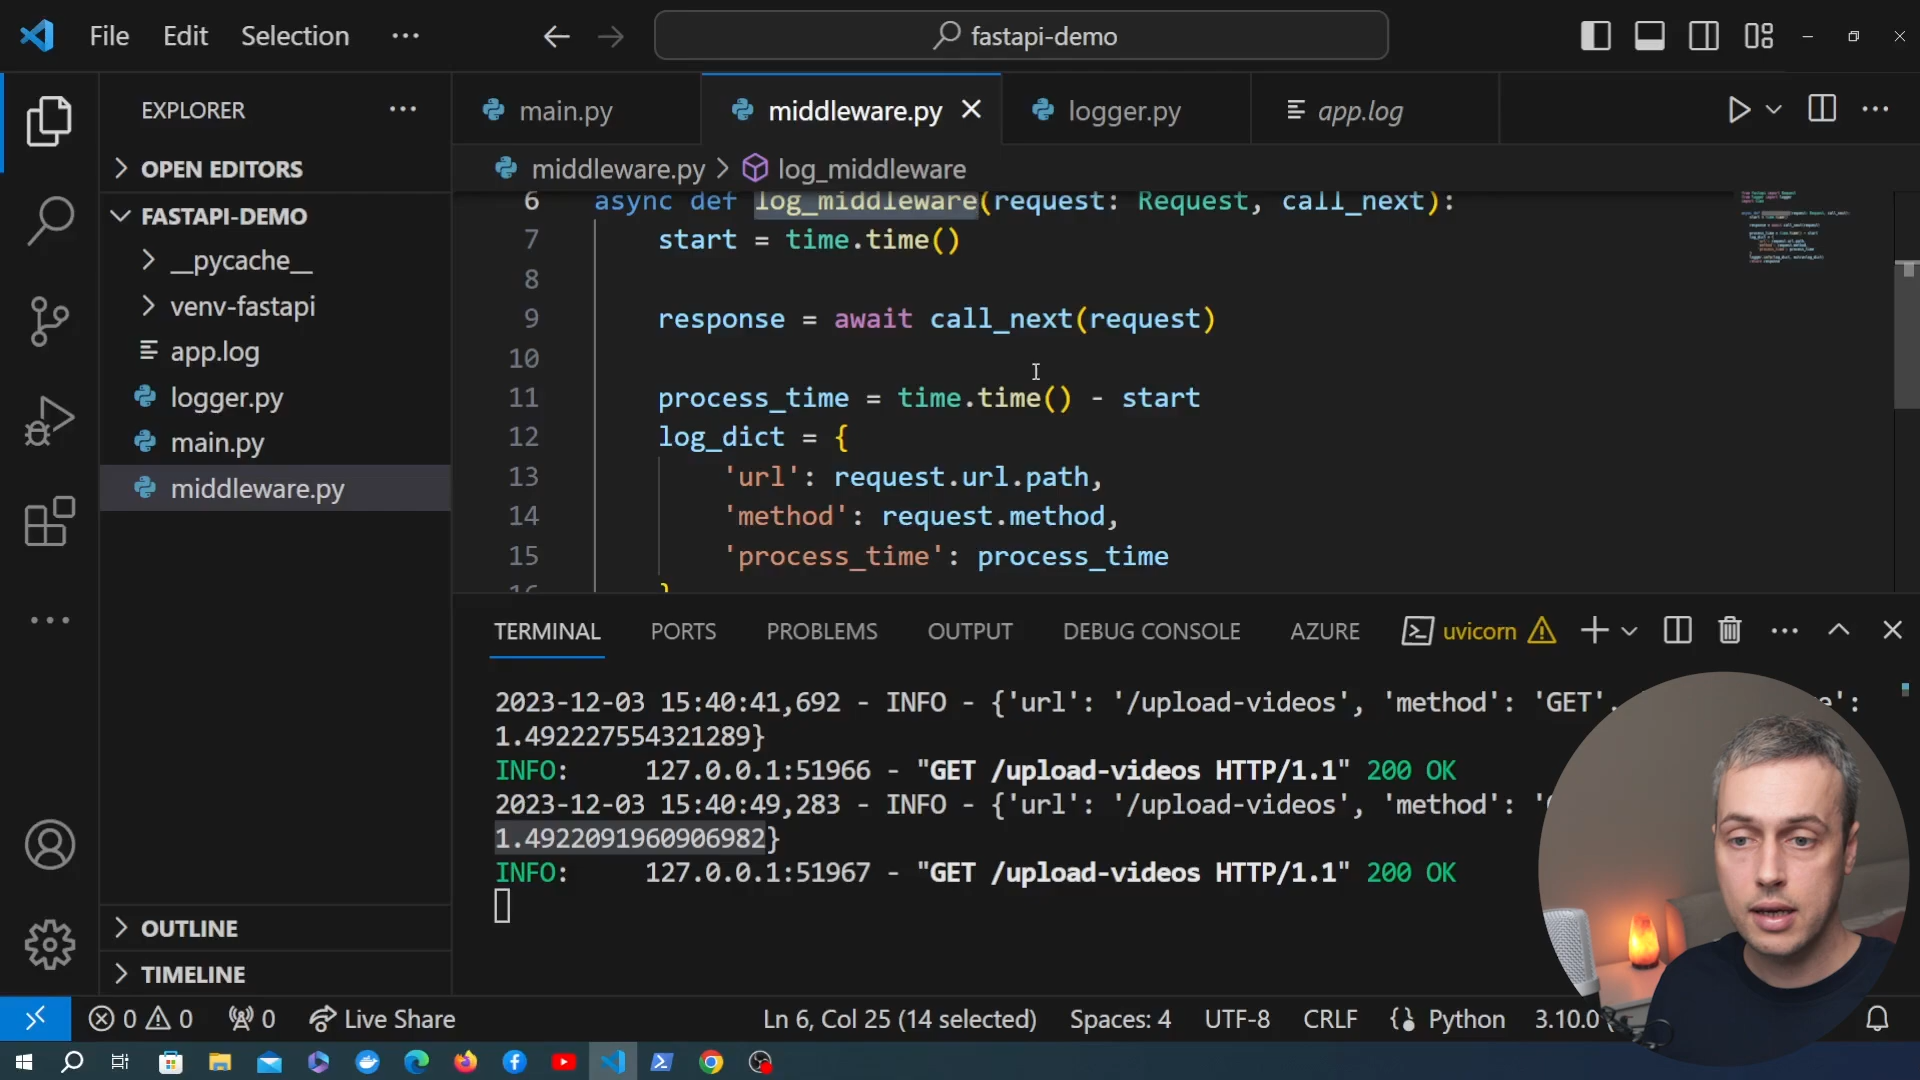 File Edit Selection ··· fastapi-demo
EXPLORER ···
OPEN EDITORS
FASTAPI-DEMO
__pycache__
venv-fastapi
app.log
logger.py
main.py
middleware.py
OUTLINE
TIMELINE
main.py middleware.py logger.py app.log
middleware.py > log_middleware
6 async def log_middleware(request: Request, call_next):
7 start = time.time()
8
9 response = await call_next(request)
10
11 process_time = time.time() - start
12 log_dict = {
13 'url': request.url.path,
14 'method': request.method,
15 'process_time': process_time
16 }
TERMINAL PORTS PROBLEMS OUTPUT DEBUG CONSOLE AZURE uvicorn
2023-12-03 15:40:41,692 - INFO - {'url': '/upload-videos', 'method': 'GET',
1.492227554321289}
INFO: 127.0.0.1:51966 - "GET /upload-videos HTTP/1.1" 200 OK
2023-12-03 15:40:49,283 - INFO - {'url': '/upload-videos', 'method':
1.4922091960906982}
INFO: 127.0.0.1:51967 - "GET /upload-videos HTTP/1.1" 200 OK
0 0 0 Live Share Ln 6, Col 25 (14 selected) Spaces: 4 UTF-8 CRLF Python 3.10.0